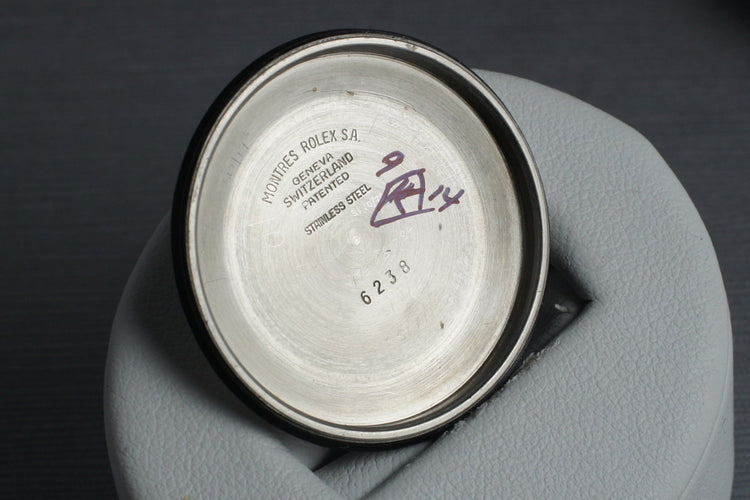 MONTRES ROLEX S.A.
GENEVA
SWITZERLAND
PATENTED
STAINLESS STEEL
9
14
6238